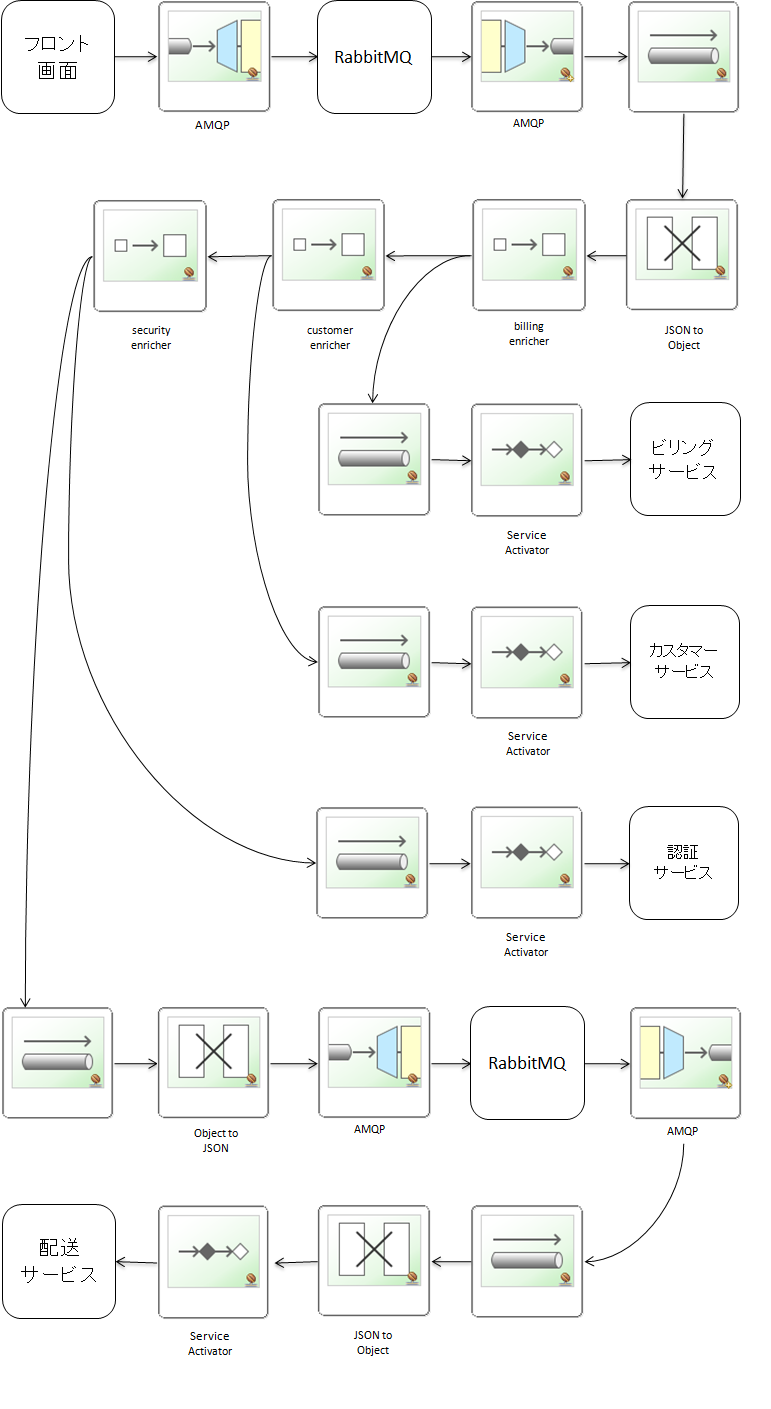 フロント
画面
AMQP
RabbitMQ
AMQP
security
enricher
customer
enricher
billing
enricher
JSON to
Object
Service
Activator
ビリング
サービス
Service
Activator
カスタマー
サービス
Service
Activator
認証
サービス
Object to
JSON
AMQP
RabbitMQ
AMQP
配送
サービス
Service
Activator
JSON to
Object